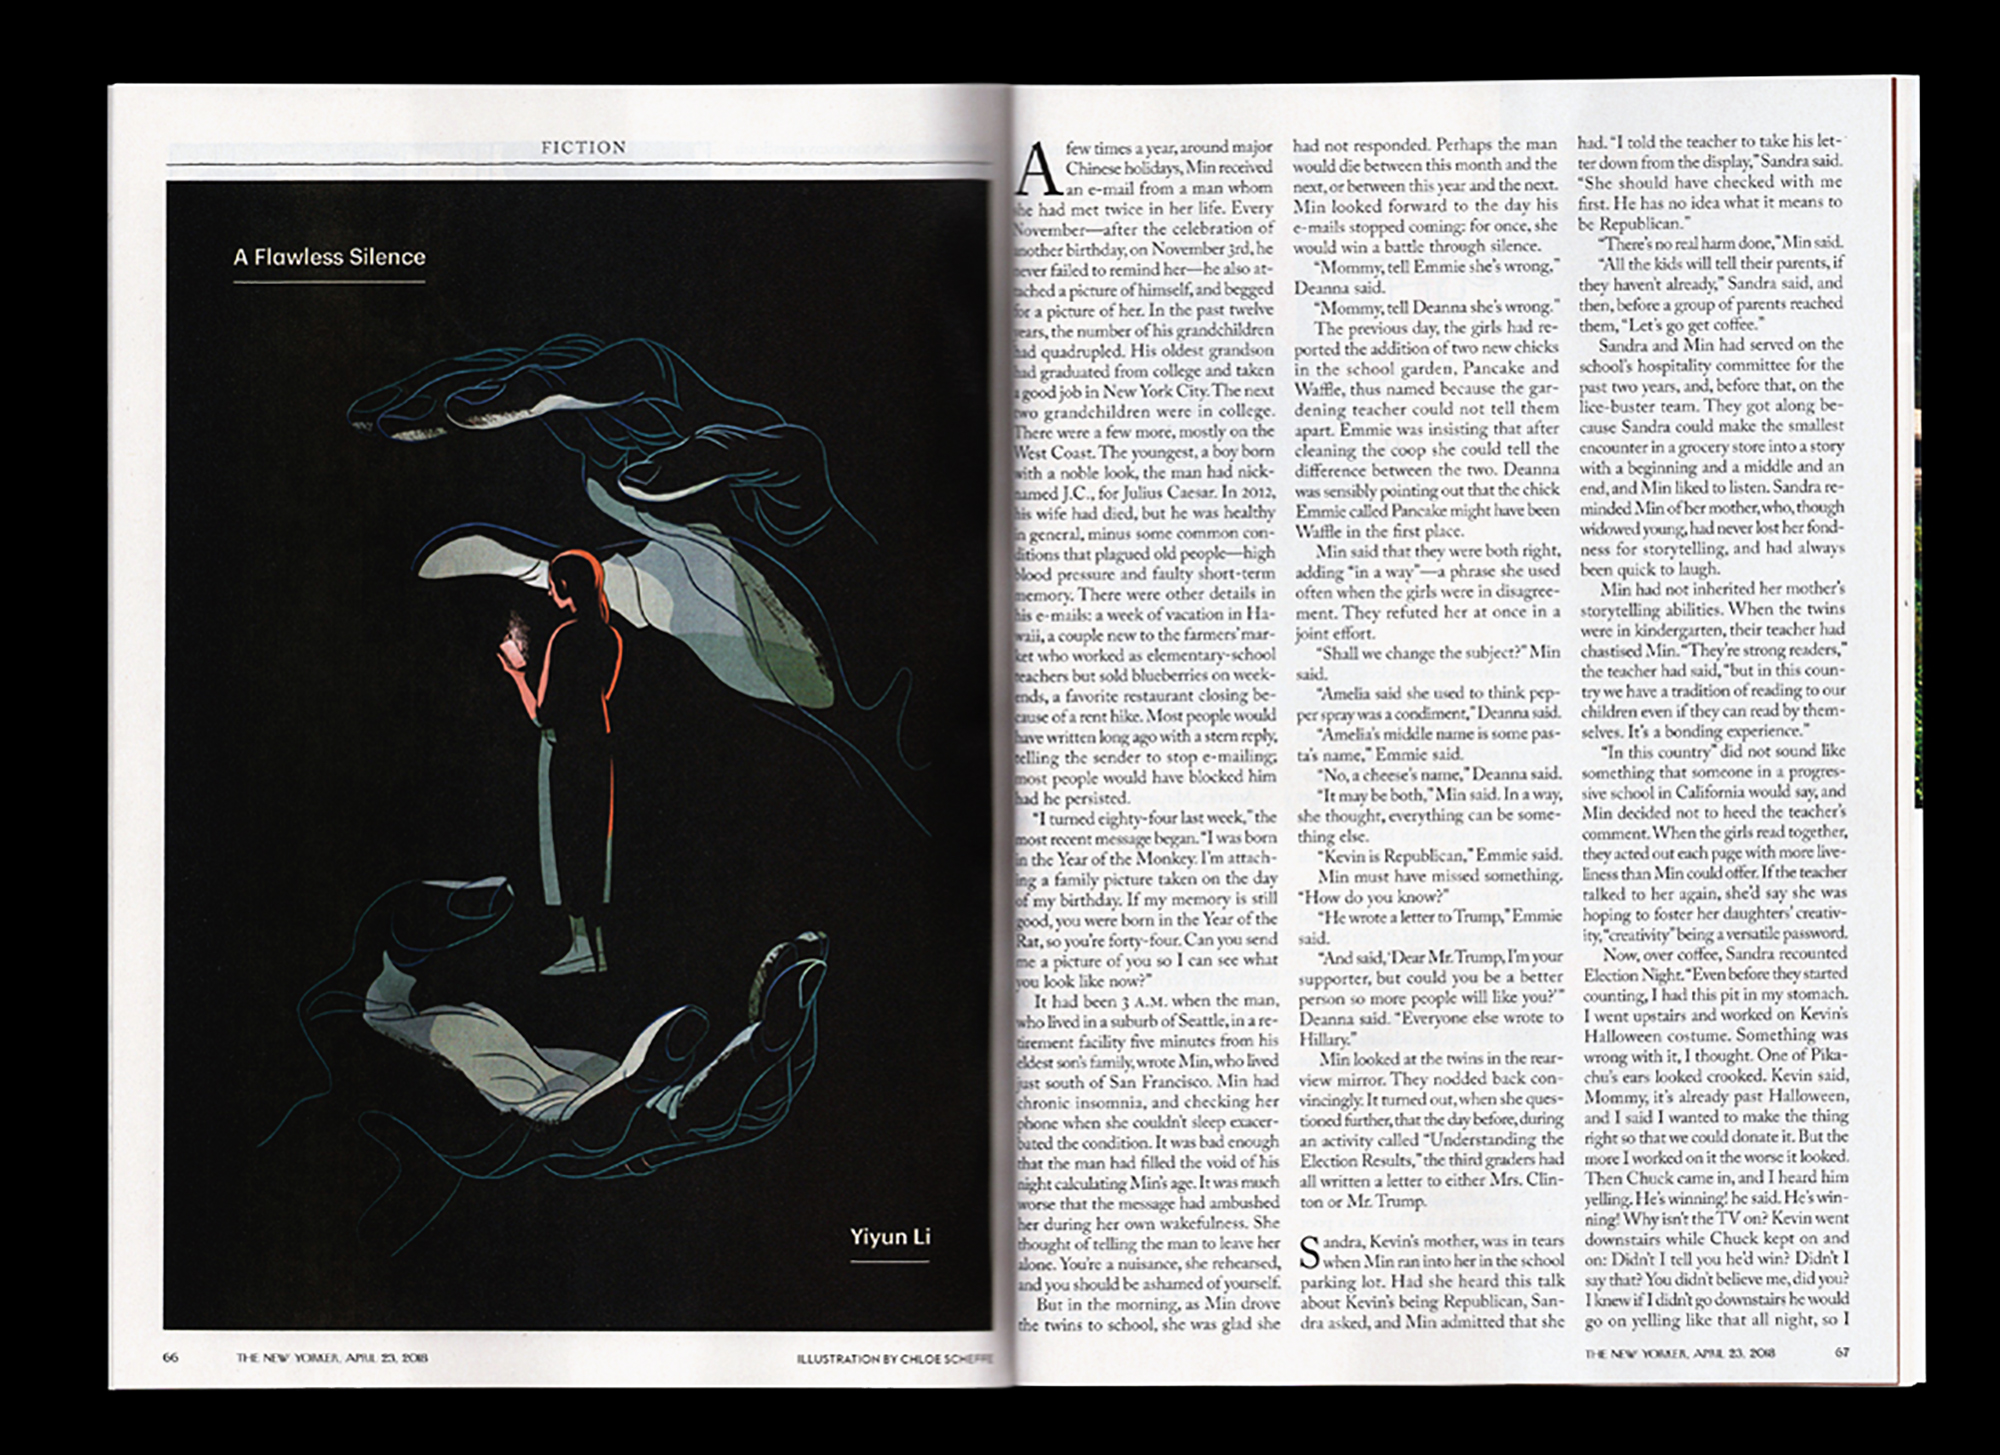 FICTION
A Flawless Silence
Yiyun Li
66
THE NEW YORKER, APRIL 23, 2018
ILLUSTRATION BY CHLOE SCHEFFE
A few times a year, around major
Chinese holidays, Min received
an e-mail from a man whom
she had met twice in her life. Every
November—after the celebration of
another birthday, on November 3rd, he
never failed to remind her—he also at-
tached a picture of himself, and begged
for a picture of her. In the past twelve
years, the number of his grandchildren
had quadrupled. His oldest grandson
had graduated from college and taken
a good job in New York City. The next
two grandchildren were in college.
There were a few more, mostly on the
West Coast. The youngest, a boy born
with a noble look, the man had nick-
named J.C., for Julius Caesar. In 2012,
his wife had died, but he was healthy
in general, minus some common con-
ditions that plagued old people—high
blood pressure and faulty short-term
memory. There were other details in
his e-mails: a week of vacation in Ha-
waii, a couple new to the farmers' mar-
ket who worked as elementary-school
teachers but sold blueberries on week-
ends, a favorite restaurant closing be-
cause of a rent hike. Most people would
have written long ago with a stern reply,
telling the sender to stop e-mailing;
most people would have blocked him
had he persisted.
"I turned eighty-four last week," the
most recent message began. "I was born
in the Year of the Monkey. I'm attach-
ing a family picture taken on the day
of my birthday. If my memory is still
good, you were born in the Year of the
Rat, so you're forty-four. Can you send
me a picture of you so I can see what
you look like now?"
It had been 3 A.M. when the man,
who lived in a suburb of Seattle, in a re-
tirement facility five minutes from his
eldest son's family, wrote Min, who lived
just south of San Francisco. Min had
chronic insomnia, and checking her
phone when she couldn't sleep exacer-
bated the condition. It was bad enough
that the man had filled the void of his
night calculating Min's age. It was much
worse that the message had ambushed
her during her own wakefulness. She
thought of telling the man to leave her
alone. You're a nuisance, she rehearsed,
and you should be ashamed of yourself.
But in the morning, as Min drove
the twins to school, she was glad she
had not responded. Perhaps the man
would die between this month and the
next, or between this year and the next.
Min looked forward to the day his
e-mails stopped coming: for once, she
would win a battle through silence.
"Mommy, tell Emmie she's wrong,"
Deanna said.
"Mommy, tell Deanna she's wrong."
The previous day, the girls had re-
ported the addition of two new chicks
in the school garden, Pancake and
Waffle, thus named because the gar-
dening teacher could not tell them
apart. Emmie was insisting that after
cleaning the coop she could tell the
difference between the two. Deanna
was sensibly pointing out that the chick
Emmie called Pancake might have been
Waffle in the first place.
Min said that they were both right,
adding "in a way"—a phrase she used
often when the girls were in disagree-
ment. They refuted her at once in a
joint effort.
"Shall we change the subject?" Min
said.
"Amelia said she used to think pep-
per spray was a condiment," Deanna said.
"Amelia's middle name is some pas-
ta's name," Emmie said.
"No, a cheese's name," Deanna said.
"It may be both," Min said. In a way,
she thought, everything can be some-
thing else.
"Kevin is Republican," Emmie said.
Min must have missed something.
"How do you know?"
"He wrote a letter to Trump," Emmie
said.
"And said, 'Dear Mr. Trump, I'm your
supporter, but could you be a better
person so more people will like you?'"
Deanna said. "Everyone else wrote to
Hillary."
Min looked at the twins in the rear-
view mirror. They nodded back con-
vincingly. It turned out, when she ques-
tioned further, that the day before, during
an activity called "Understanding the
Election Results," the third graders had
all written a letter to either Mrs. Clin-
ton or Mr. Trump.
Sandra, Kevin's mother, was in tears
when Min ran into her in the school
parking lot. Had she heard this talk
about Kevin's being Republican, San-
dra asked, and Min admitted that she
had. "I told the teacher to take his let-
ter down from the display," Sandra said.
"She should have checked with me
first. He has no idea what it means to
be Republican."
"There's no real harm done," Min said.
"All the kids will tell their parents, if
they haven't already," Sandra said, and
then, before a group of parents reached
them, "Let's go get coffee."
Sandra and Min had served on the
school's hospitality committee for the
past two years, and, before that, on the
lice-buster team. They got along be-
cause Sandra could make the smallest
encounter in a grocery store into a story
with a beginning and a middle and an
end, and Min liked to listen. Sandra re-
minded Min of her mother, who, though
widowed young, had never lost her fond-
ness for storytelling, and had always
been quick to laugh.
Min had not inherited her mother's
storytelling abilities. When the twins
were in kindergarten, their teacher had
chastised Min. "They're strong readers,"
the teacher had said, "but in this coun-
try we have a tradition of reading to our
children even if they can read by them-
selves. It's a bonding experience."
"In this country" did not sound like
something that someone in a progres-
sive school in California would say, and
Min decided not to heed the teacher's
comment. When the girls read together,
they acted out each page with more live-
liness than Min could offer. If the teacher
talked to her again, she'd say she was
hoping to foster her daughters' creativ-
ity, "creativity" being a versatile password.
Now, over coffee, Sandra recounted
Election Night. "Even before they started
counting, I had this pit in my stomach.
I went upstairs and worked on Kevin's
Halloween costume. Something was
wrong with it, I thought. One of Pika-
chu's ears looked crooked. Kevin said,
Mommy, it's already past Halloween,
and I said I wanted to make the thing
right so that we could donate it. But the
more I worked on it the worse it looked.
Then Chuck came in, and I heard him
yelling. He's winning! he said. He's win-
ning! Why isn't the TV on? Kevin went
downstairs while Chuck kept on and
on: Didn't I tell you he'd win? Didn't I
say that? You didn't believe me, did you?
I knew if I didn't go downstairs he would
go on yelling like that all night, so I
THE NEW YORKER, APRIL 23, 2018
67